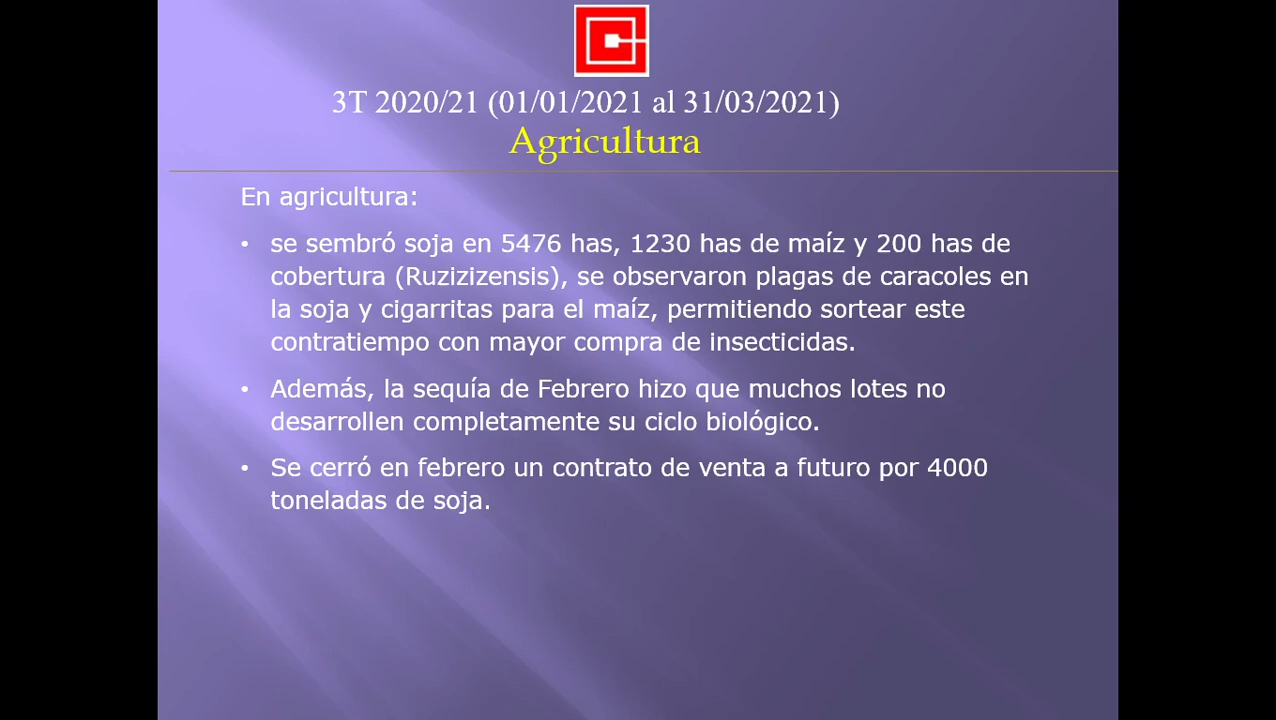 3T 2020/21 (01/01/2021 al 31/03/2021)
Agricultura
En agricultura:
• se sembró soja en 5476 has, 1230 has de maíz y 200 has de
cobertura (Ruzizizensis), se observaron plagas de caracoles en
la soja y cigarritas para el maíz, permitiendo sortear este
contratiempo con mayor compra de insecticidas.
• Además, la sequía de Febrero hizo que muchos lotes no
desarrollen completamente su ciclo biológico.
• Se cerró en febrero un contrato de venta a futuro por 4000
toneladas de soja.